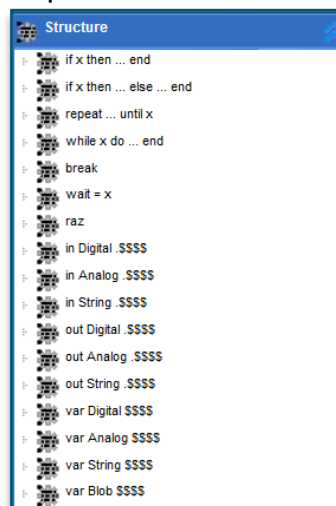 Structure
if x then ... end
if x then ... else ... end
repeat ... until x
while x do ... end
break
wait = x
raz
in Digital .$$$$
in Analog .$$$$
in String .$$$$
out Digital .$$$$
out Analog .$$$$
out String .$$$$
var Digital $$$$
var Analog $$$$
var String $$$$
var Blob $$$$